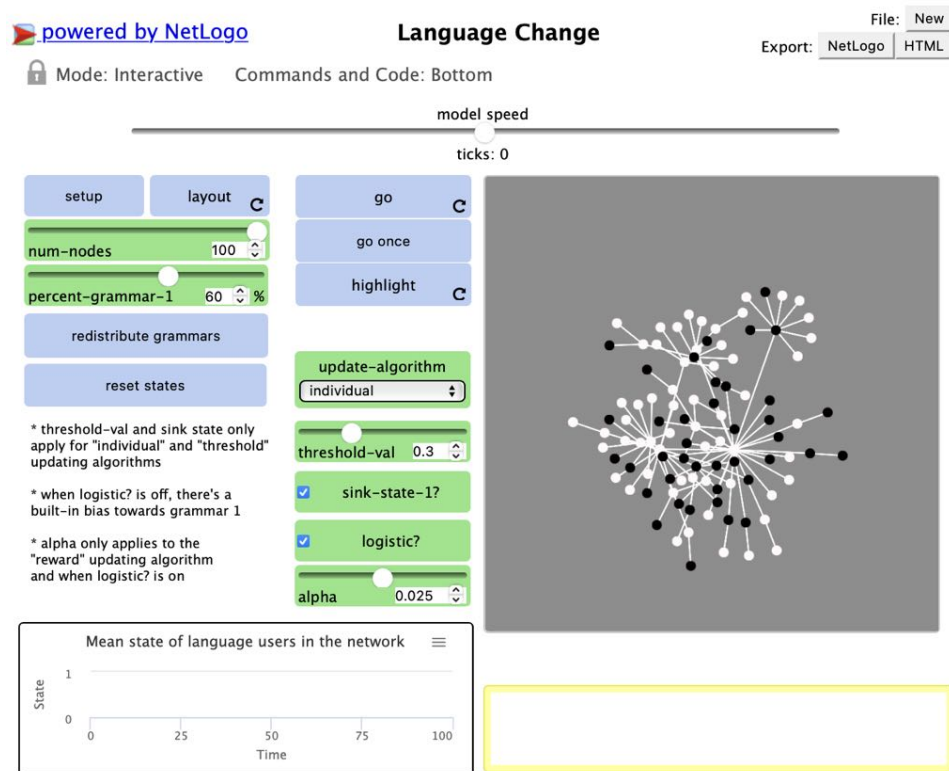 powered by NetLogo
Language Change
File: New
Export: NetLogo HTML
Mode: Interactive Commands and Code: Bottom
model speed
ticks: 0
setup
layout
num-nodes 100
percent-grammar-1 60 %
redistribute grammars
reset states
* threshold-val and sink state only
apply for "individual" and "threshold"
updating algorithms
* when logistic? is off, there's a
built-in bias towards grammar 1
* alpha only applies to the
"reward" updating algorithm
and when logistic? is on
go
go once
highlight
update-algorithm
individual
threshold-val 0.3
sink-state-1?
logistic?
alpha 0.025
Mean state of language users in the network
State
1
0
0 25 50 75 100
Time